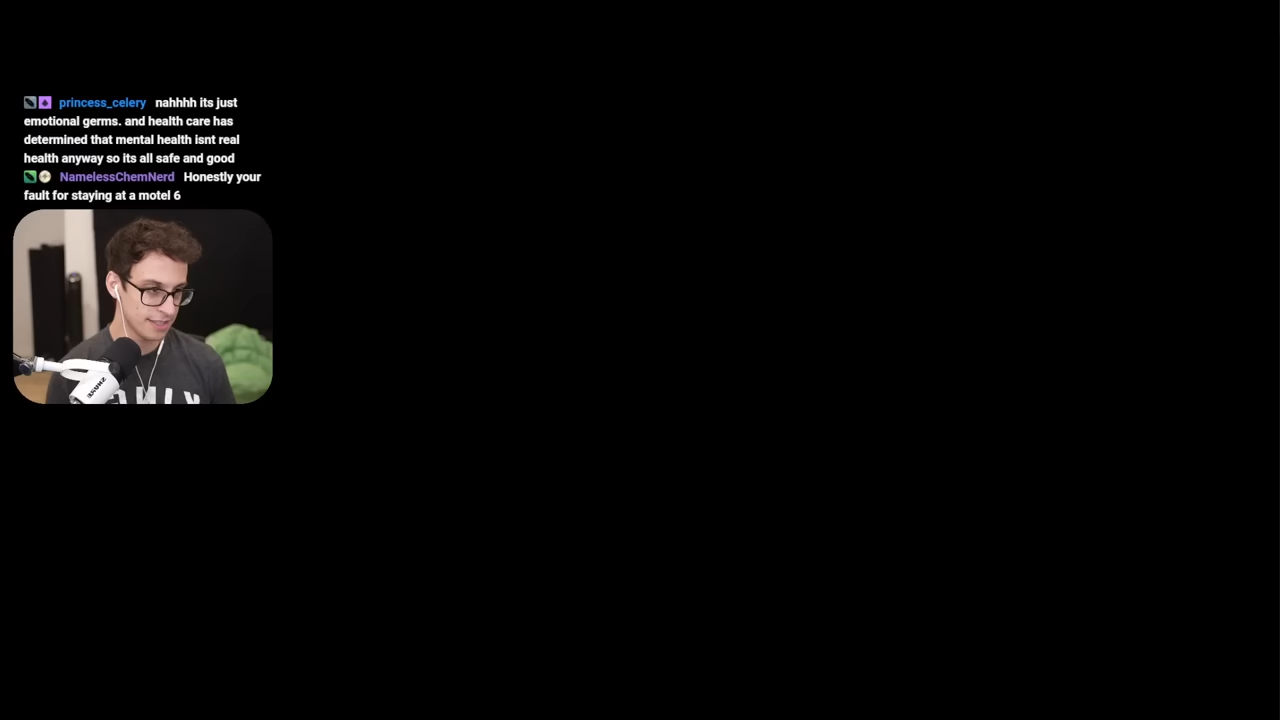 princess_celery nahhhh its just
emotional germs. and health care has
determined that mental health isnt real
health anyway so its all safe and good
NamelessChemNerd Honestly your
fault for staying at a motel 6